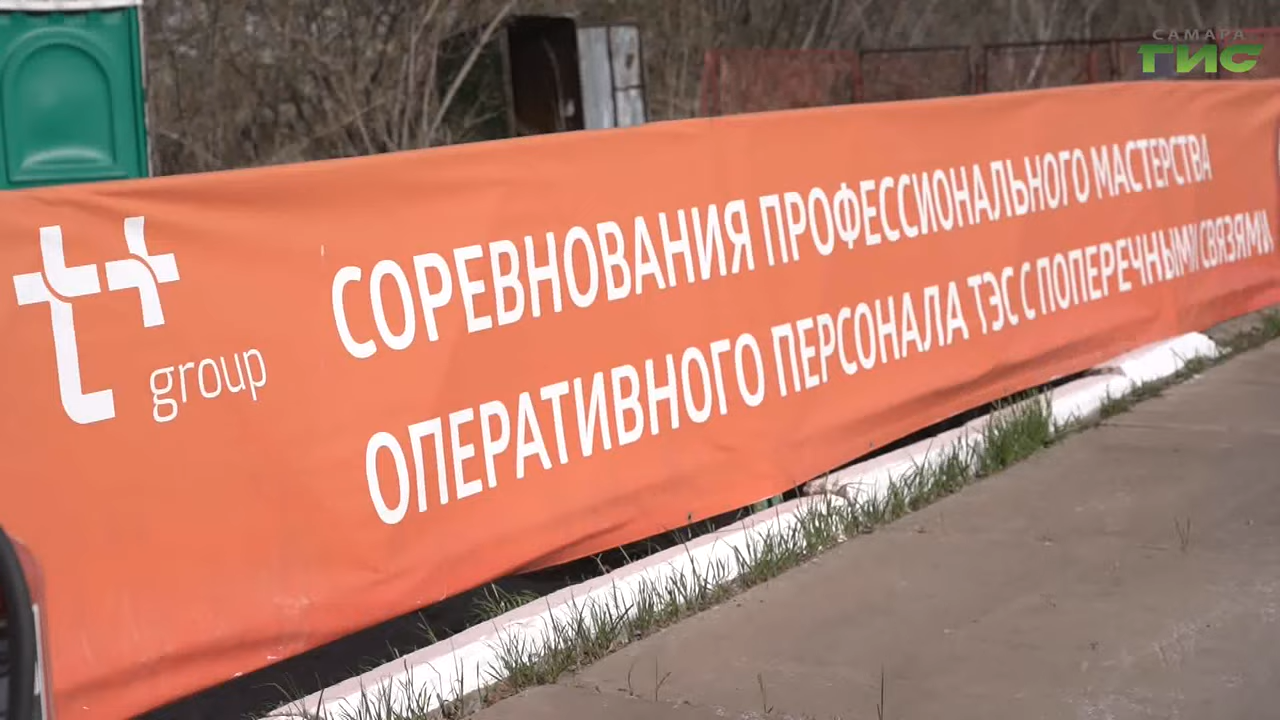 САМАРА
ГИС
t+
group
СОРЕВНОВАНИЯ ПРОФЕССИОНАЛЬНОГО МАСТЕРСТВА
ОПЕРАТИВНОГО ПЕРСОНАЛА ТЭС С ПОПЕРЕЧНЫМИ СВЯЗЯМИ